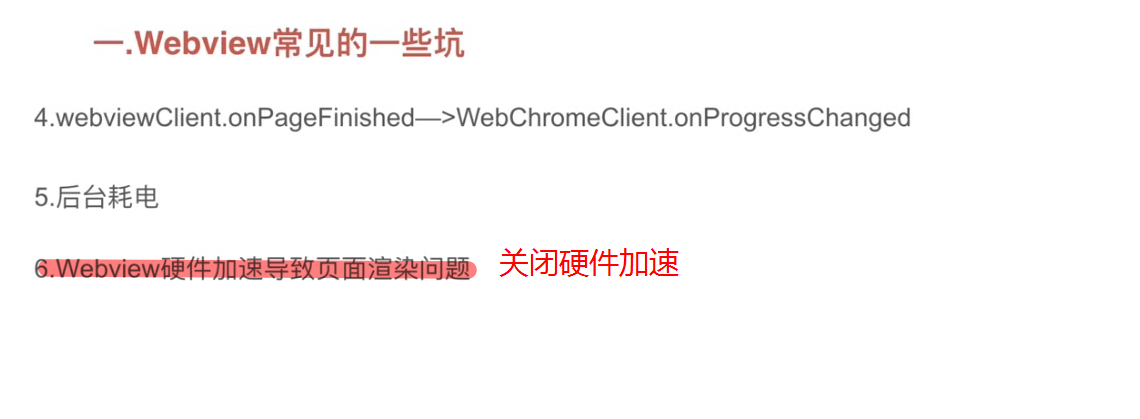 一.Webview常见的一些坑
4.webviewClient.onPageFinished—>WebChromeClient.onProgressChanged
5.后台耗电
6.Webview硬件加速导致页面渲染问题 关闭硬件加速